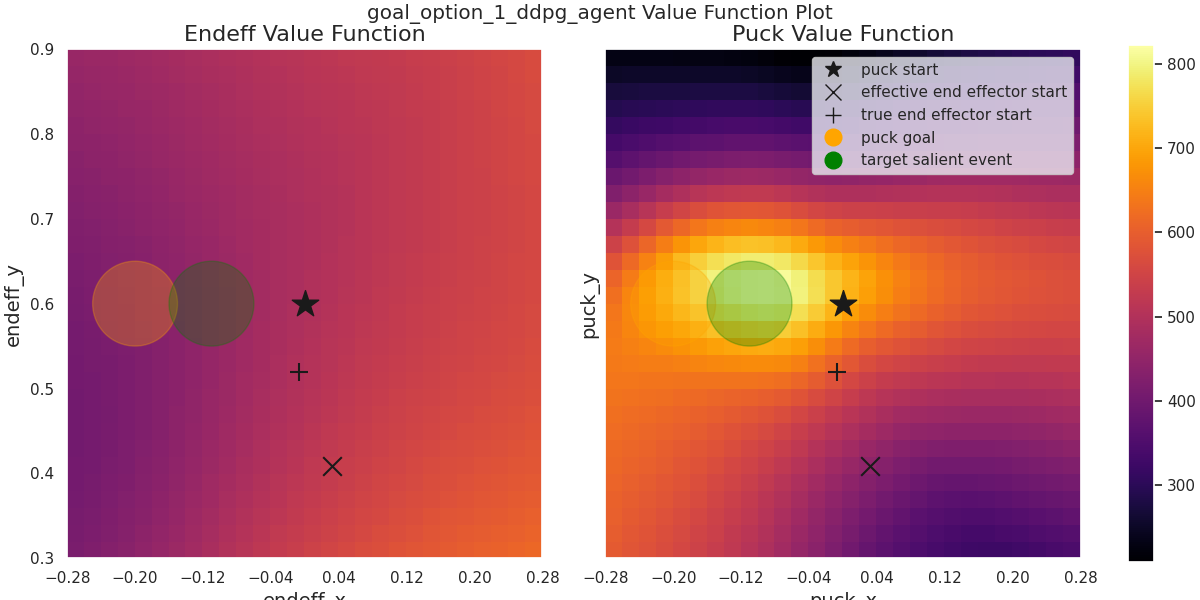 goal_option_1_ddpg_agent Value Function Plot
Endeff Value Function
0.9
0.8
0.7
0.6
0.5
0.4
0.3
endeff_y
−0.28 −0.20 −0.12 −0.04 0.04 0.12 0.20 0.28
endeff_x
Puck Value Function
puck start
effective end effector start
true end effector start
puck goal
target salient event
puck_y
−0.28 −0.20 −0.12 −0.04 0.04 0.12 0.20 0.28
puck_x
800
700
600
500
400
300